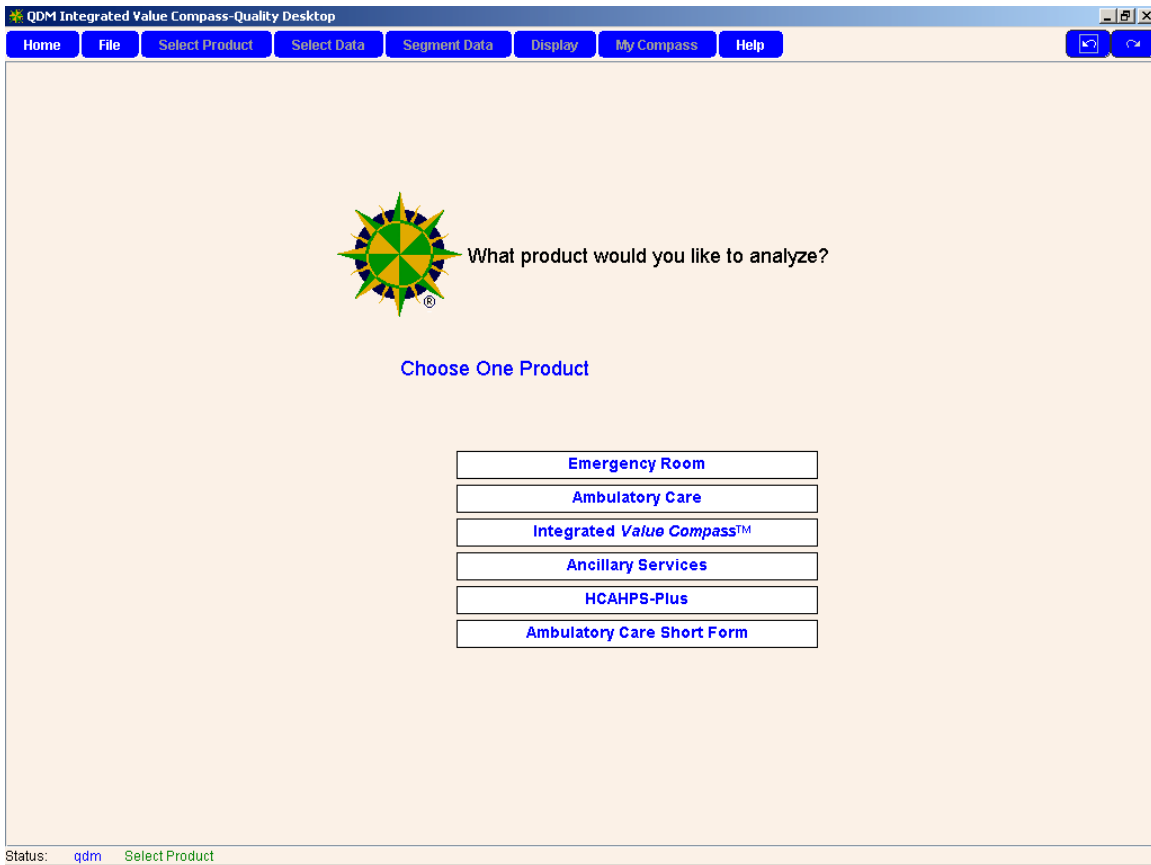 QDM Integrated Value Compass-Quality Desktop
Home File Select Product Select Data Segment Data Display My Compass Help
What product would you like to analyze?
®
Choose One Product
Emergency Room
Ambulatory Care
Integrated Value Compass™
Ancillary Services
HCAHPS-Plus
Ambulatory Care Short Form
Status: qdm Select Product